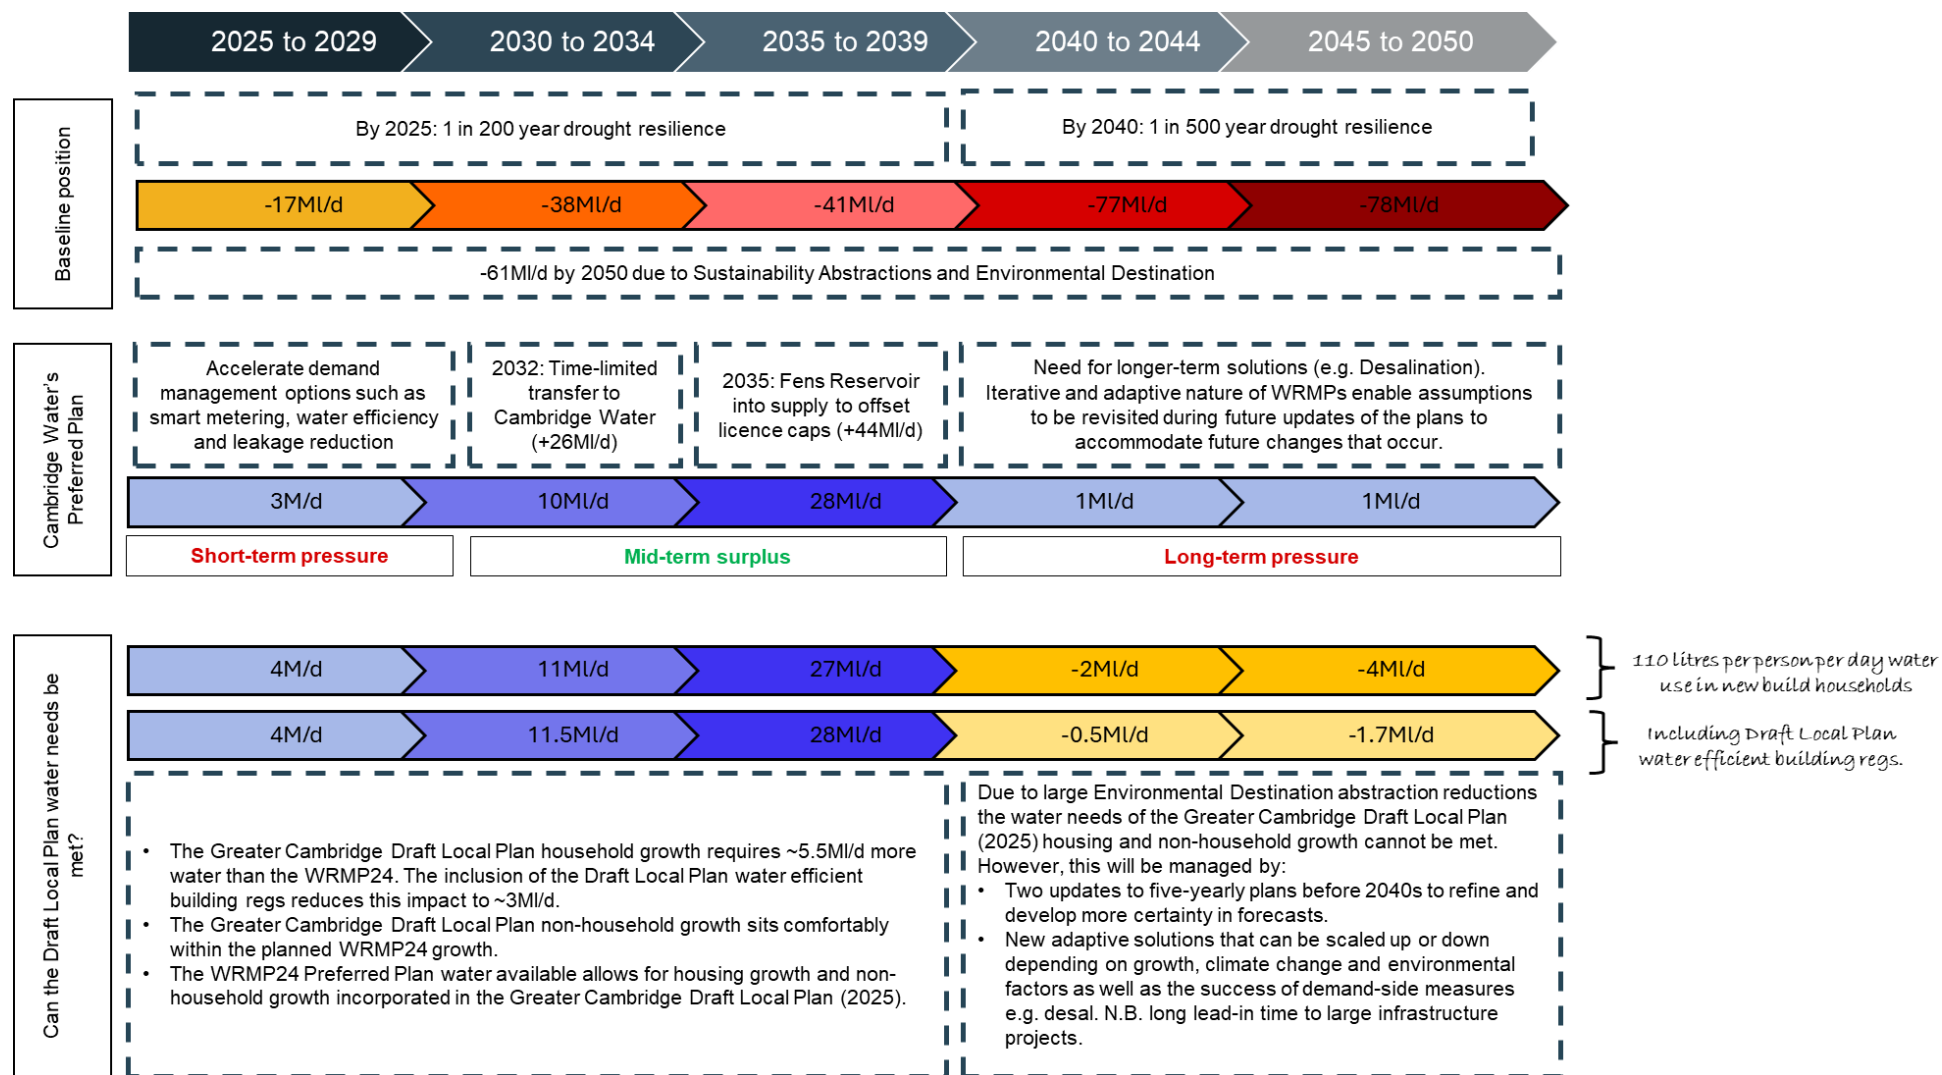 2025 to 2029
2030 to 2034
2035 to 2039
2040 to 2044
2045 to 2050
Baseline position
By 2025: 1 in 200 year drought resilience
By 2040: 1 in 500 year drought resilience
-17Ml/d
-38Ml/d
-41Ml/d
-77Ml/d
-78Ml/d
-61Ml/d by 2050 due to Sustainability Abstractions and Environmental Destination
Cambridge Water's
Preferred Plan
Accelerate demand
management options such as
smart metering, water efficiency
and leakage reduction
2032: Time-limited
transfer to
Cambridge Water
(+26Ml/d)
2035: Fens Reservoir
into supply to offset
licence caps (+44Ml/d)
Need for longer-term solutions (e.g. Desalination).
Iterative and adaptive nature of WRMPs enable assumptions
to be revisited during future updates of the plans to
accommodate future changes that occur.
3M/d
10Ml/d
28Ml/d
1Ml/d
1Ml/d
Short-term pressure
Mid-term surplus
Long-term pressure
Can the Draft Local Plan water needs be
met?
4M/d
11Ml/d
27Ml/d
-2Ml/d
-4Ml/d
110 litres per person per day water
use in new build households
4M/d
11.5Ml/d
28Ml/d
-0.5Ml/d
-1.7Ml/d
Including Draft Local Plan
water efficient building regs.
• The Greater Cambridge Draft Local Plan household growth requires ~5.5Ml/d more
water than the WRMP24. The inclusion of the Draft Local Plan water efficient
building regs reduces this impact to ~3Ml/d.
• The Greater Cambridge Draft Local Plan non-household growth sits comfortably
within the planned WRMP24 growth.
• The WRMP24 Preferred Plan water available allows for housing growth and non-
household growth incorporated in the Greater Cambridge Draft Local Plan (2025).
Due to large Environmental Destination abstraction reductions
the water needs of the Greater Cambridge Draft Local Plan
(2025) housing and non-household growth cannot be met.
However, this will be managed by:
• Two updates to five-yearly plans before 2040s to refine and
develop more certainty in forecasts.
• New adaptive solutions that can be scaled up or down
depending on growth, climate change and environmental
factors as well as the success of demand-side measures
e.g. desal. N.B. long lead-in time to large infrastructure
projects.